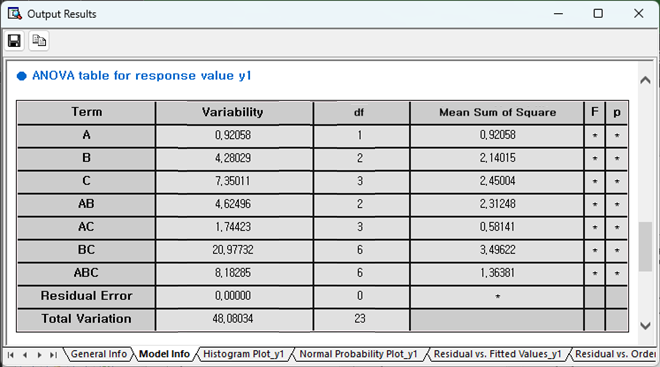 Output Results
ANOVA table for response value y1
Term Variability df Mean Sum of Square F p
A 0,92058 1 0,92058 * *
B 4,28029 2 2,14015 * *
C 7,35011 3 2,45004 * *
AB 4,62496 2 2,31248 * *
AC 1,74423 3 0,58141 * *
BC 20,97732 6 3,49622 * *
ABC 8,18285 6 1,36381 * *
Residual Error 0,00000 0 *
Total Variation 48,08034 23
General Info Model Info Histogram Plot_y1 Normal Probability Plot_y1 Residual vs. Fitted Values_y1 Residual vs. Order